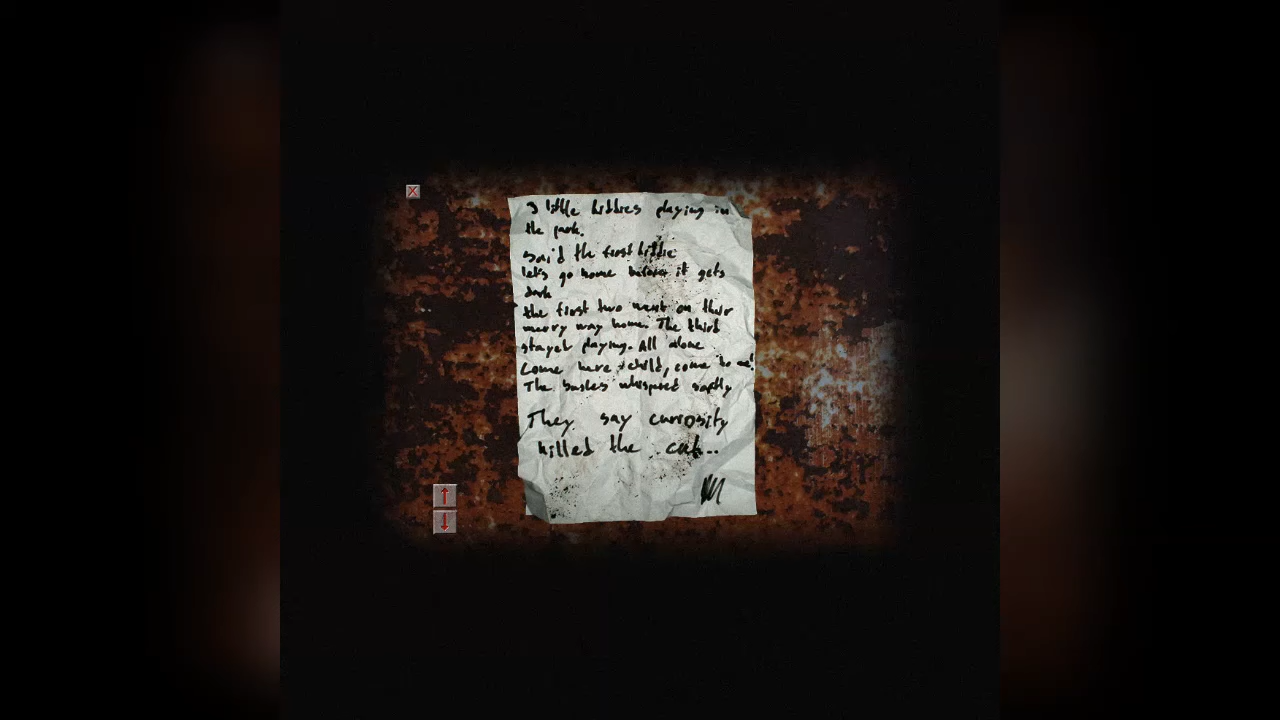 3 little kiddies playing in
the park.
said the first kiddie
let's go home before it gets
dark
the first two went on their
merry way home. The third
stayed playing. All alone
Come here child, come to me!
The bushes whispered softly
They say curiosity
killed the cat...